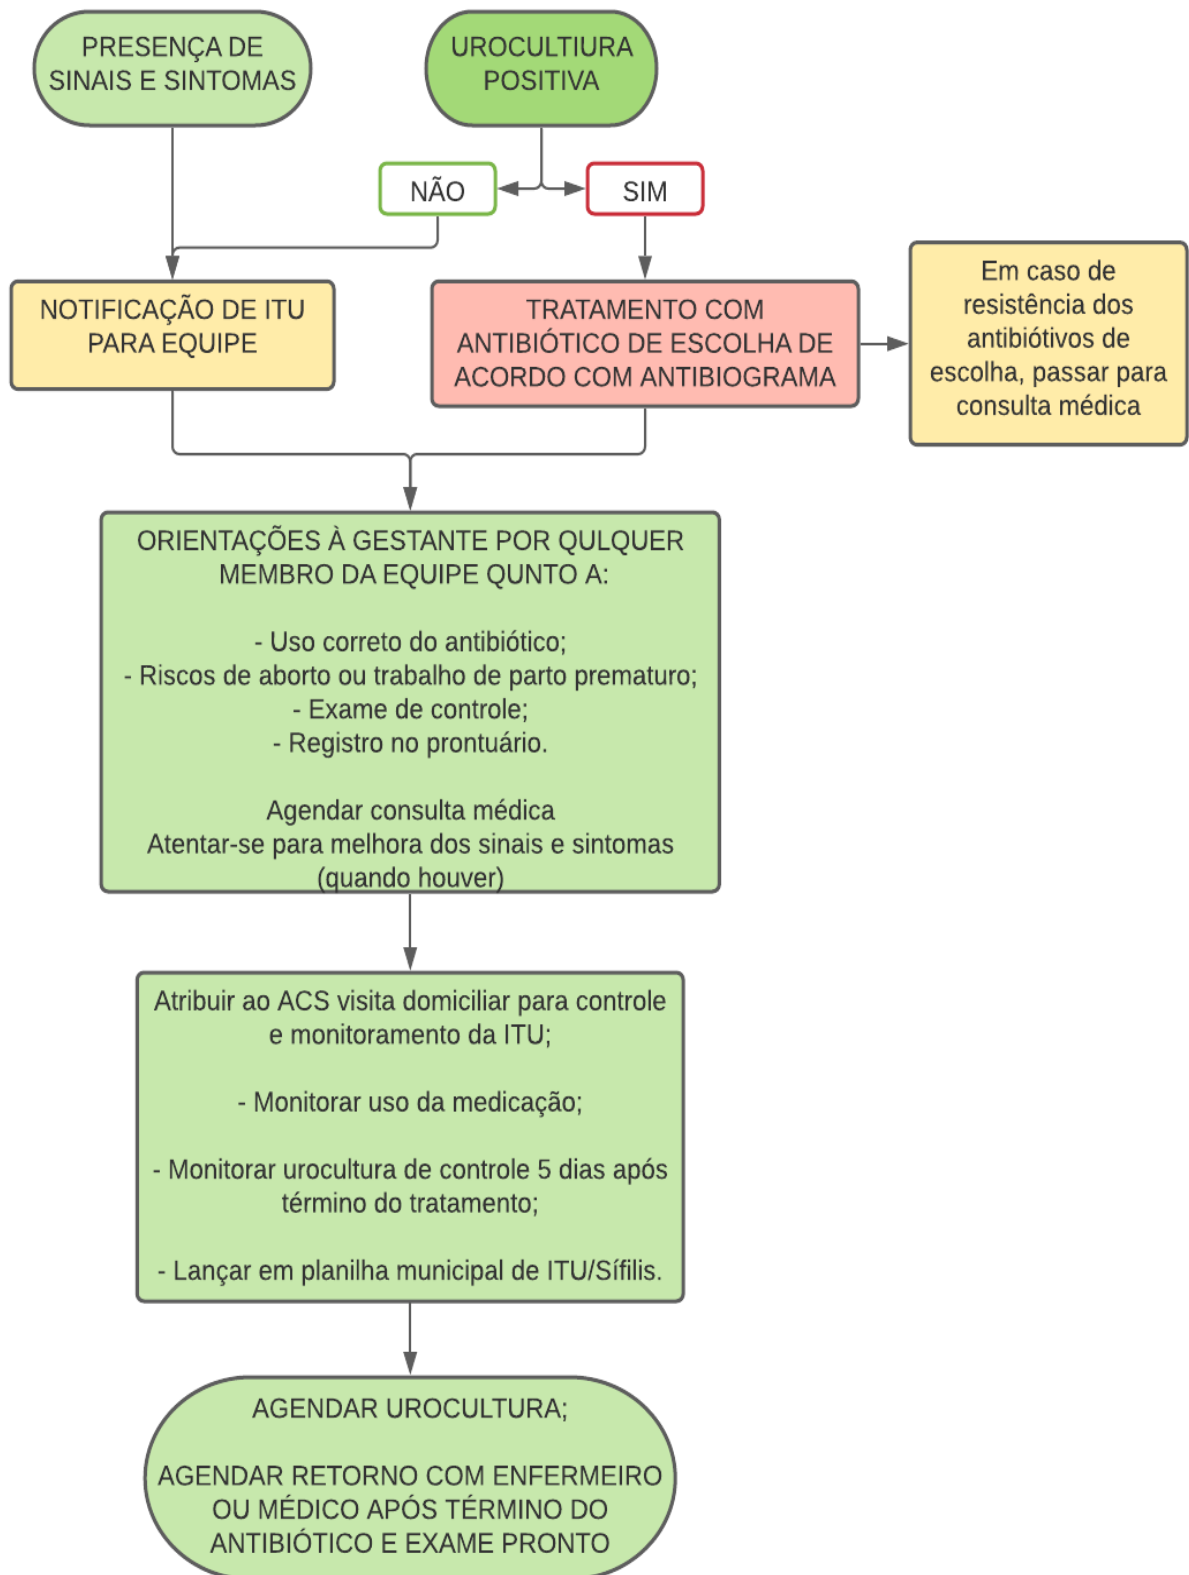 PRESENÇA DE
SINAIS E SINTOMAS
UROCULTIURA
POSITIVA
NÃO
SIM
NOTIFICAÇÃO DE ITU
PARA EQUIPE
TRATAMENTO COM
ANTIBIÓTICO DE ESCOLHA DE
ACORDO COM ANTIBIOGRAMA
Em caso de
resistência dos
antibiótivos de
escolha, passar para
consulta médica
ORIENTAÇÕES À GESTANTE POR QULQUER
MEMBRO DA EQUIPE QUNTO A:
- Uso correto do antibiótico;
- Riscos de aborto ou trabalho de parto prematuro;
- Exame de controle;
- Registro no prontuário.
Agendar consulta médica
Atentar-se para melhora dos sinais e sintomas
(quando houver)
Atribuir ao ACS visita domiciliar para controle
e monitoramento da ITU;
- Monitorar uso da medicação;
- Monitorar urocultura de controle 5 dias após
término do tratamento;
- Lançar em planilha municipal de ITU/Sífilis.
AGENDAR UROCULTURA;
AGENDAR RETORNO COM ENFERMEIRO
OU MÉDICO APÓS TÉRMINO DO
ANTIBIÓTICO E EXAME PRONTO